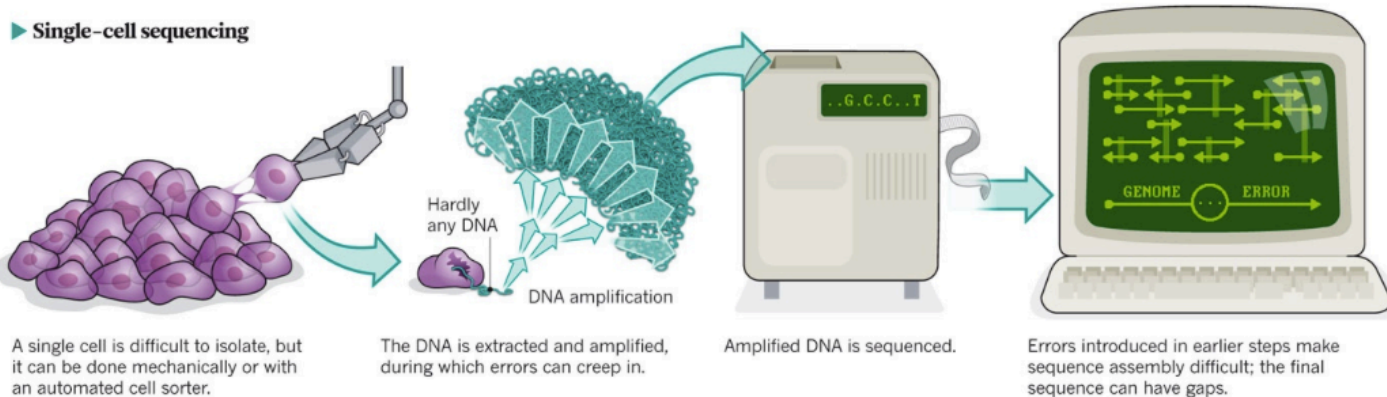 ▶ Single-cell sequencing
Hardly
any DNA
DNA amplification
..G.C.C..T
GENOME
ERROR
...
A single cell is difficult to isolate, but
it can be done mechanically or with
an automated cell sorter.
The DNA is extracted and amplified,
during which errors can creep in.
Amplified DNA is sequenced.
Errors introduced in earlier steps make
sequence assembly difficult; the final
sequence can have gaps.